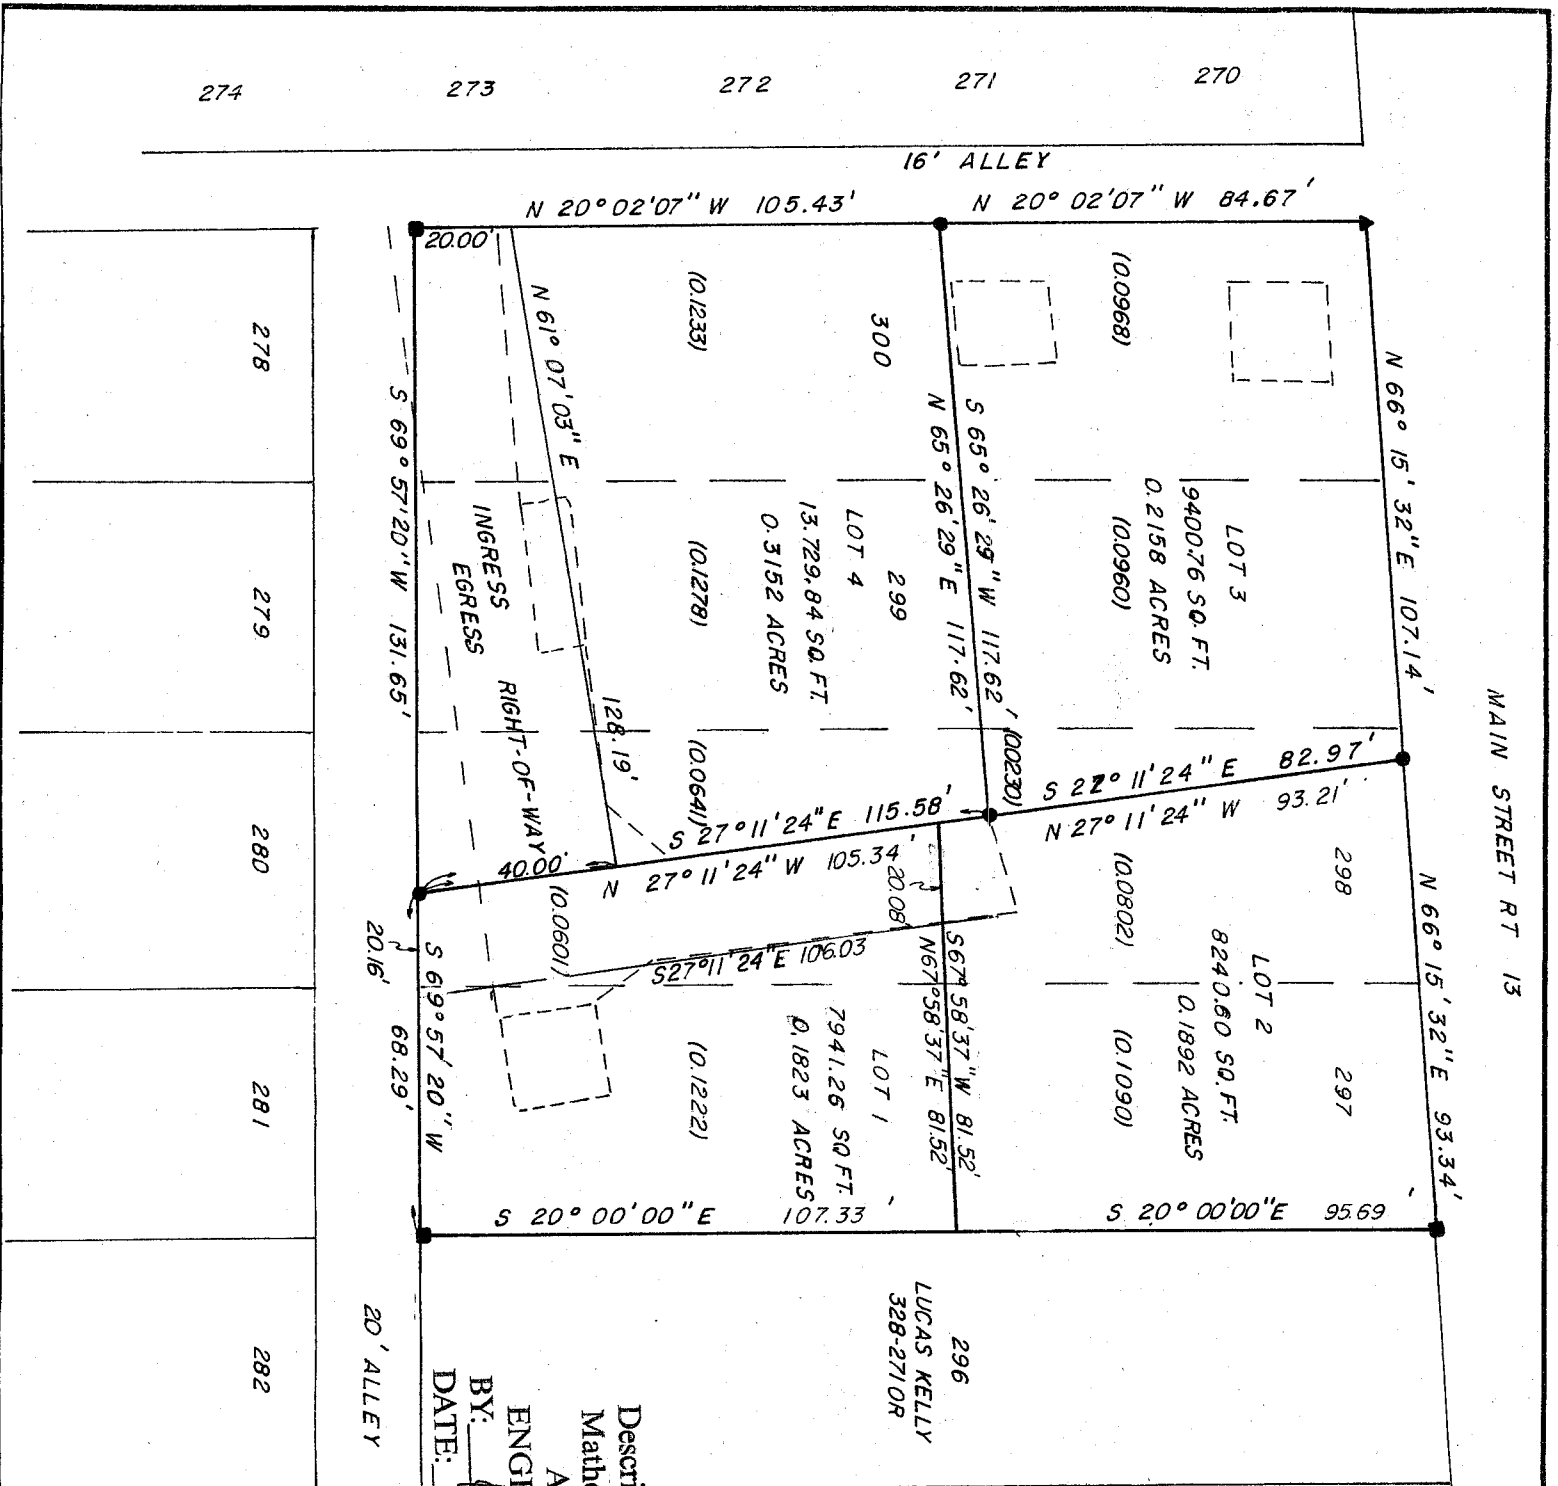 274
273
272
271
270
16' ALLEY
N 20° 02'07" W 105.43'
N 20° 02'07" W 84.67'
20.00'
N 61° 07'03" E
128.19'
(0.1233)
300
(0.0968)
S 65° 26'29" W 117.62'
N 65° 26'29" E 117.62'
N 66° 15' 32" E 107.14'
MAIN STREET RT 13
LOT 3
9400.76 SQ. FT.
0.2158 ACRES
(0.0960)
299
LOT 4
13,729.84 SQ. FT.
0.3152 ACRES
(0.1278)
(0.0641)
(00230)
INGRESS
EGRESS
RIGHT-OF-WAY
S 69° 57'20" W 131.65'
278
279
280
281
282
S 27° 11'24" E 82.97'
N 27° 11'24" W 93.21'
S 27° 11'24" E 115.58'
N 27° 11'24" W 105.34'
40.00'
20.08'
(0.0601)
S27°11'24"E 106.03
20.16'
S 69° 57' 20" W
68.29'
298
(0.0802)
LOT 2
8240.60 SQ. FT.
0.1892 ACRES
297
(0.1090)
N 66° 15'32" E 93.34'
S67° 58'37" W 81.52'
N67° 58'37" E 81.52'
LOT 1
7941.26 SQ FT.
0.1823 ACRES
(0.1222)
S 20° 00'00" E 107.33'
S 20° 00'00" E 95.69'
296
LUCAS KELLY
328-271 OR
20' ALLEY
Descri
Mathe
A
ENGI
BY:
DATE: